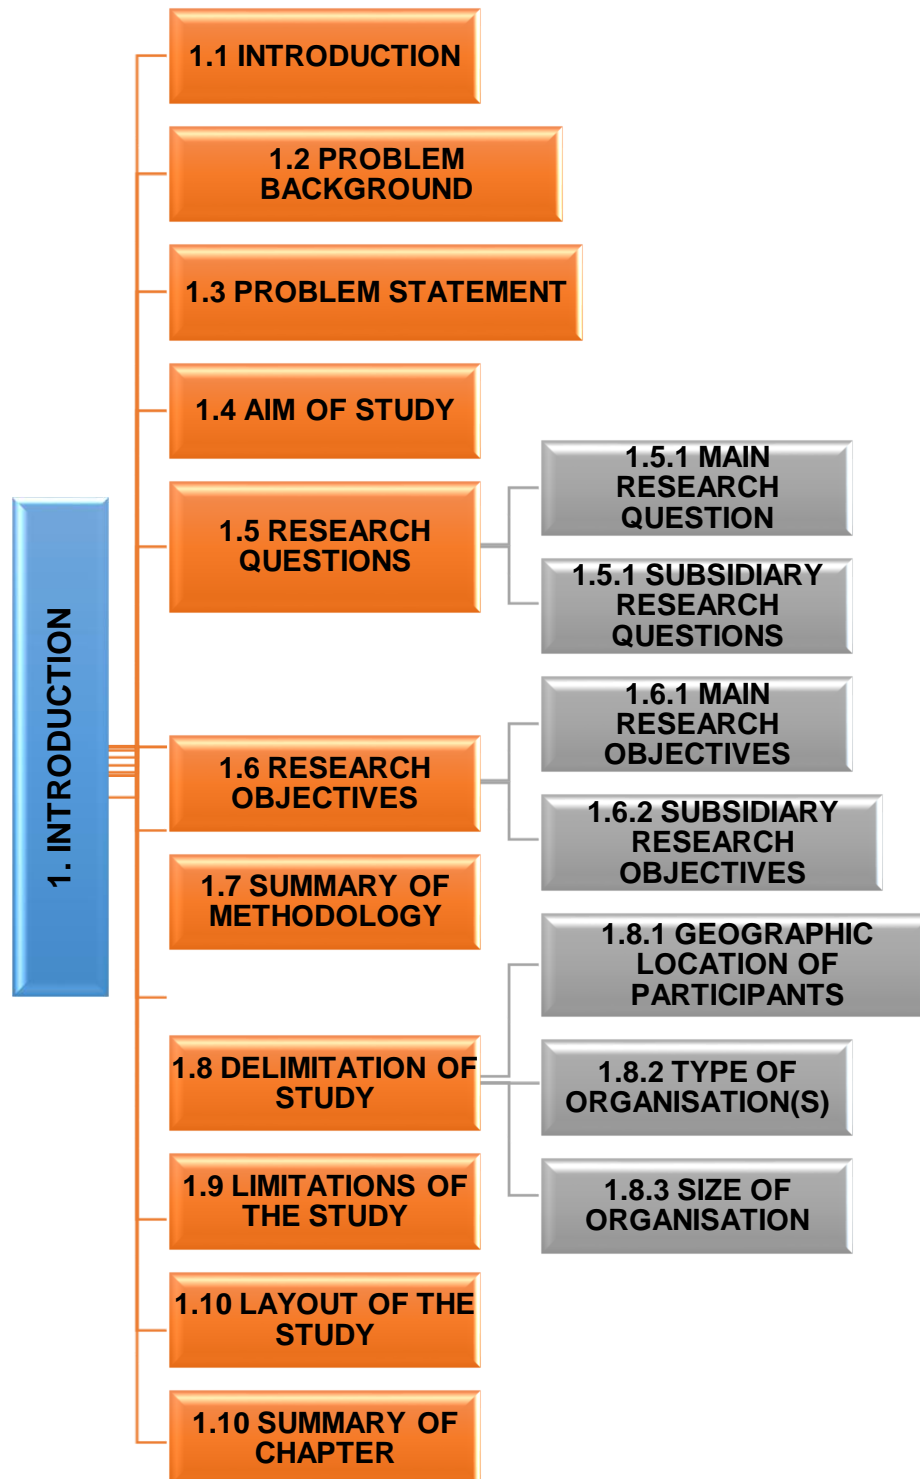 1. INTRODUCTION
1.1 INTRODUCTION
1.2 PROBLEM
BACKGROUND
1.3 PROBLEM STATEMENT
1.4 AIM OF STUDY
1.5 RESEARCH
QUESTIONS
1.5.1 MAIN
RESEARCH
QUESTION
1.5.1 SUBSIDIARY
RESEARCH
QUESTIONS
1.6 RESEARCH
OBJECTIVES
1.6.1 MAIN
RESEARCH
OBJECTIVES
1.6.2 SUBSIDIARY
RESEARCH
OBJECTIVES
1.7 SUMMARY OF
METHODOLOGY
1.8 DELIMITATION OF
STUDY
1.8.1 GEOGRAPHIC
LOCATION OF
PARTICIPANTS
1.8.2 TYPE OF
ORGANISATION(S)
1.8.3 SIZE OF
ORGANISATION
1.9 LIMITATIONS OF
THE STUDY
1.10 LAYOUT OF THE
STUDY
1.10 SUMMARY OF
CHAPTER